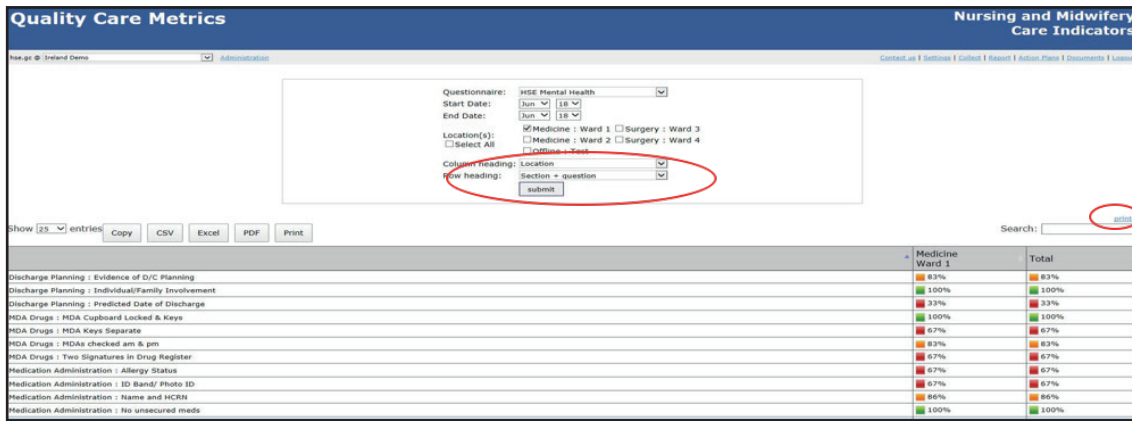 Quality Care Metrics
Nursing and Midwifery
Care Indicators
hse.gc @ Ireland Demo Administration
Contact us | Settings | Collect | Report | Action Plans | Documents | Logout
Questionnaire: HSE Mental Health
Start Date: Jun 18
End Date: Jun 18
Location(s):
Select All
Medicine : Ward 1 Surgery : Ward 3
Medicine : Ward 2 Surgery : Ward 4
Offline : Test
Column heading: Location
Row heading: Section + question
submit
print
Show 25 entries Copy CSV Excel PDF Print Search:
Medicine
Ward 1
Total
Discharge Planning : Evidence of D/C Planning 83% 83%
Discharge Planning : Individual/Family Involvement 100% 100%
Discharge Planning : Predicted Date of Discharge 33% 33%
MDA Drugs : MDA Cupboard Locked & Keys 100% 100%
MDA Drugs : MDA Keys Separate 67% 67%
MDA Drugs : MDAs checked am & pm 83% 83%
MDA Drugs : Two Signatures in Drug Register 67% 67%
Medication Administration : Allergy Status 67% 67%
Medication Administration : ID Band/ Photo ID 67% 67%
Medication Administration : Name and HCRN 86% 86%
Medication Administration : No unsecured meds 100% 100%